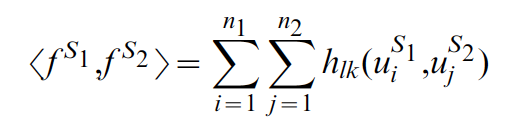 ⟨f^{S_1}, f^{S_2}⟩ = \sum_{i=1}^{n_1} \sum_{j=1}^{n_2} h_{lk}(u_i^{S_1}, u_j^{S_2})